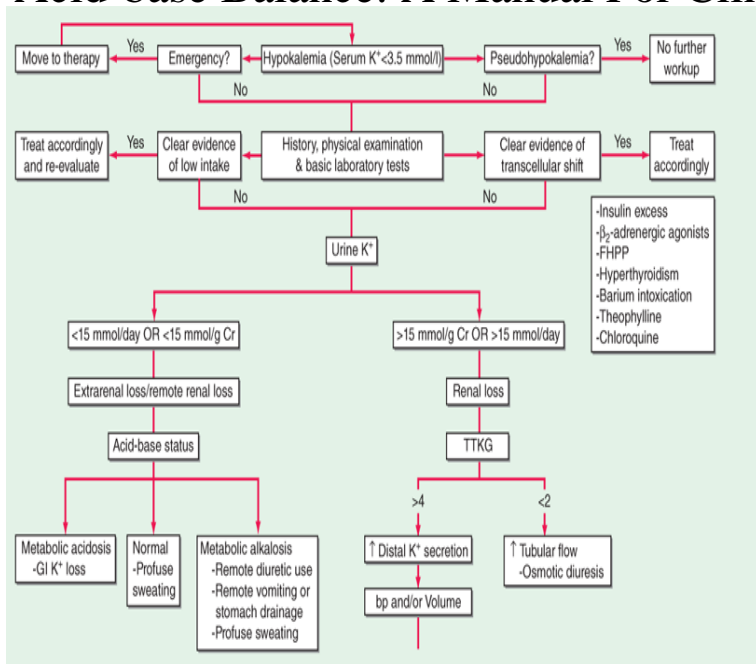 Acid-base Balance: A Manual For
Yes
Yes
Move to therapy
Emergency?
Hypokalemia (Serum K⁺<3.5 mmol/l)
Pseudohypokalemia?
No further
workup
No
No
Treat accordingly
and re-evaluate
Yes
Clear evidence
of low intake
History, physical examination
& basic laboratory tests
Clear evidence of
transcellular shift
Yes
Treat
accordingly
No
No
-Insulin excess
-β₂-adrenergic agonists
-FHPP
-Hyperthyroidism
-Barium intoxication
-Theophylline
-Chloroquine
Urine K⁺
<15 mmol/day OR <15 mmol/g Cr
>15 mmol/g Cr OR >15 mmol/day
Extrarenal loss/remote renal loss
Renal loss
Acid-base status
TTKG
>4
<2
Metabolic acidosis
-GI K⁺ loss
Normal
-Profuse
sweating
Metabolic alkalosis
-Remote diuretic use
-Remote vomiting or
stomach drainage
-Profuse sweating
↑ Distal K⁺ secretion
↑ Tubular flow
-Osmotic diuresis
bp and/or Volume